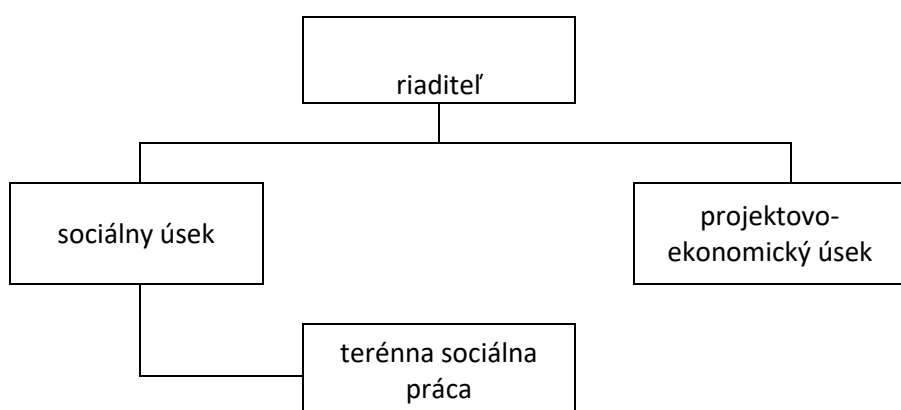 riaditeľ
sociálny úsek
projektovo-
ekonomický úsek
terénna sociálna
práca